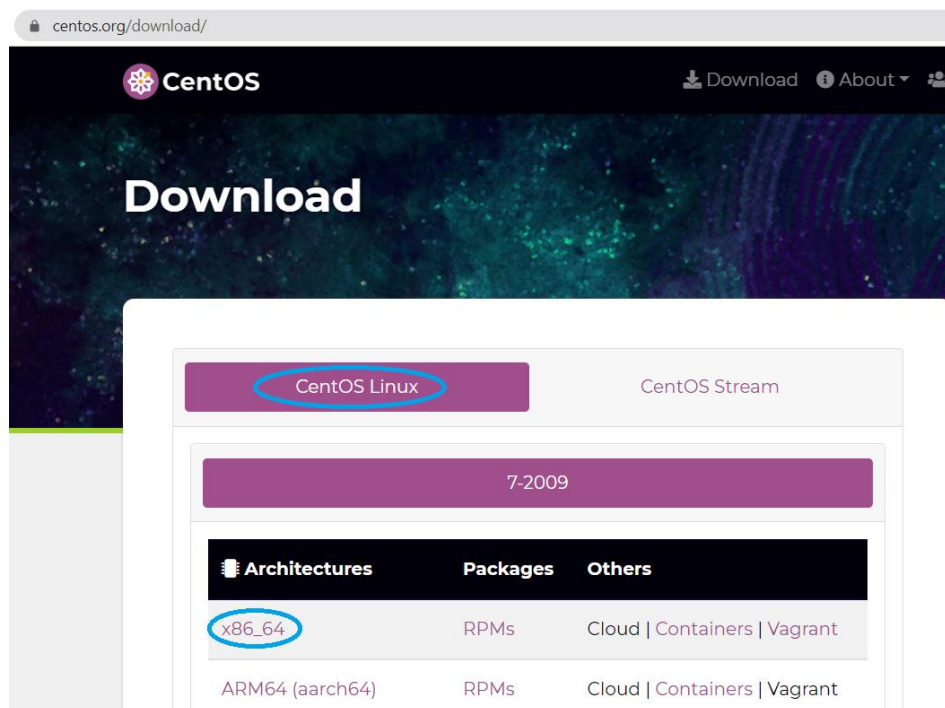 centos.org/download/
CentOS Download About
Download
CentOS Linux CentOS Stream
7-2009
Architectures Packages Others
x86_64 RPMs Cloud | Containers | Vagrant
ARM64 (aarch64) RPMs Cloud | Containers | Vagrant